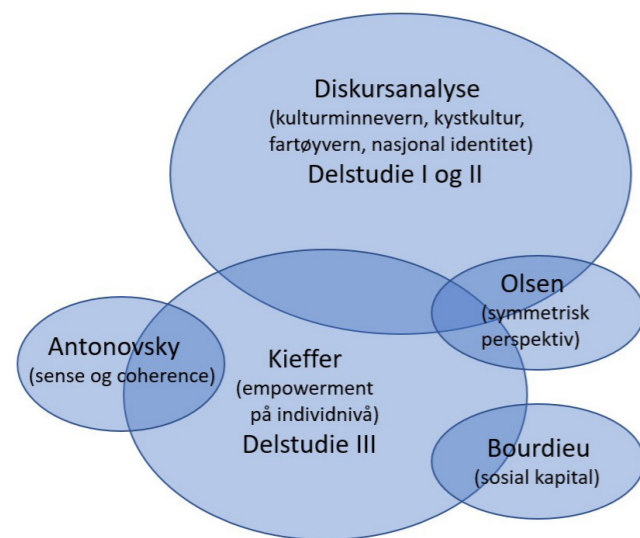 Diskursanalyse
(kulturminnevern, kystkultur,
fartøyvern, nasjonal identitet)
Delstudie I og II
Olsen
(symmetrisk
perspektiv)
Antonovsky
(sense og coherence)
Kieffer
(empowerment
på individnivå)
Delstudie III
Bourdieu
(sosial kapital)